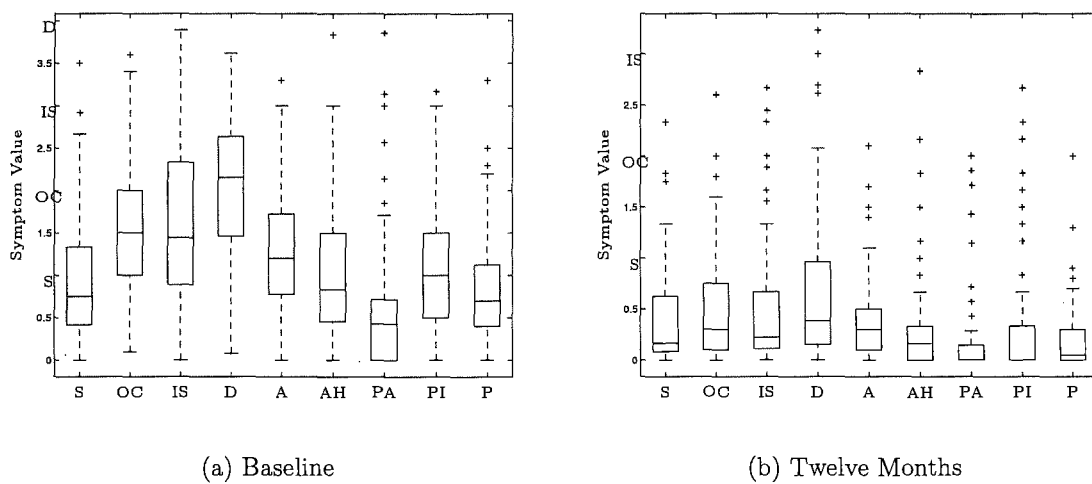 D
3.5
IS
2.5
OC
1.5
S
0.5
0
Symptom Value
S OC IS D A AH PA PI P
(a) Baseline
IS
2.5
OC
1.5
S
0.5
0
Symptom Value
S OC IS D A AH PA PI P
(b) Twelve Months